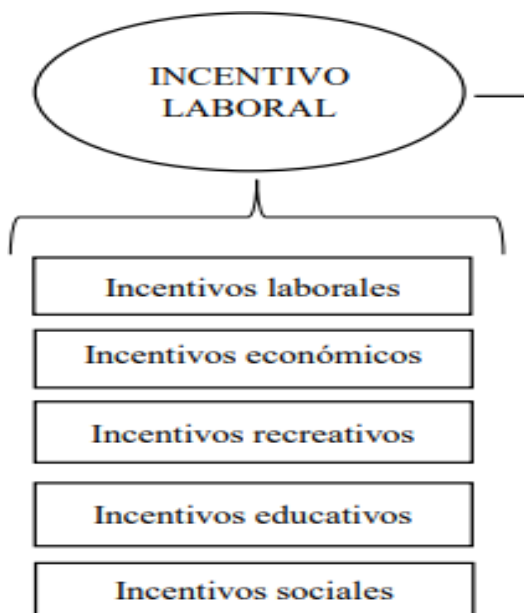 INCENTIVO
LABORAL
Incentivos laborales
Incentivos económicos
Incentivos recreativos
Incentivos educativos
Incentivos sociales